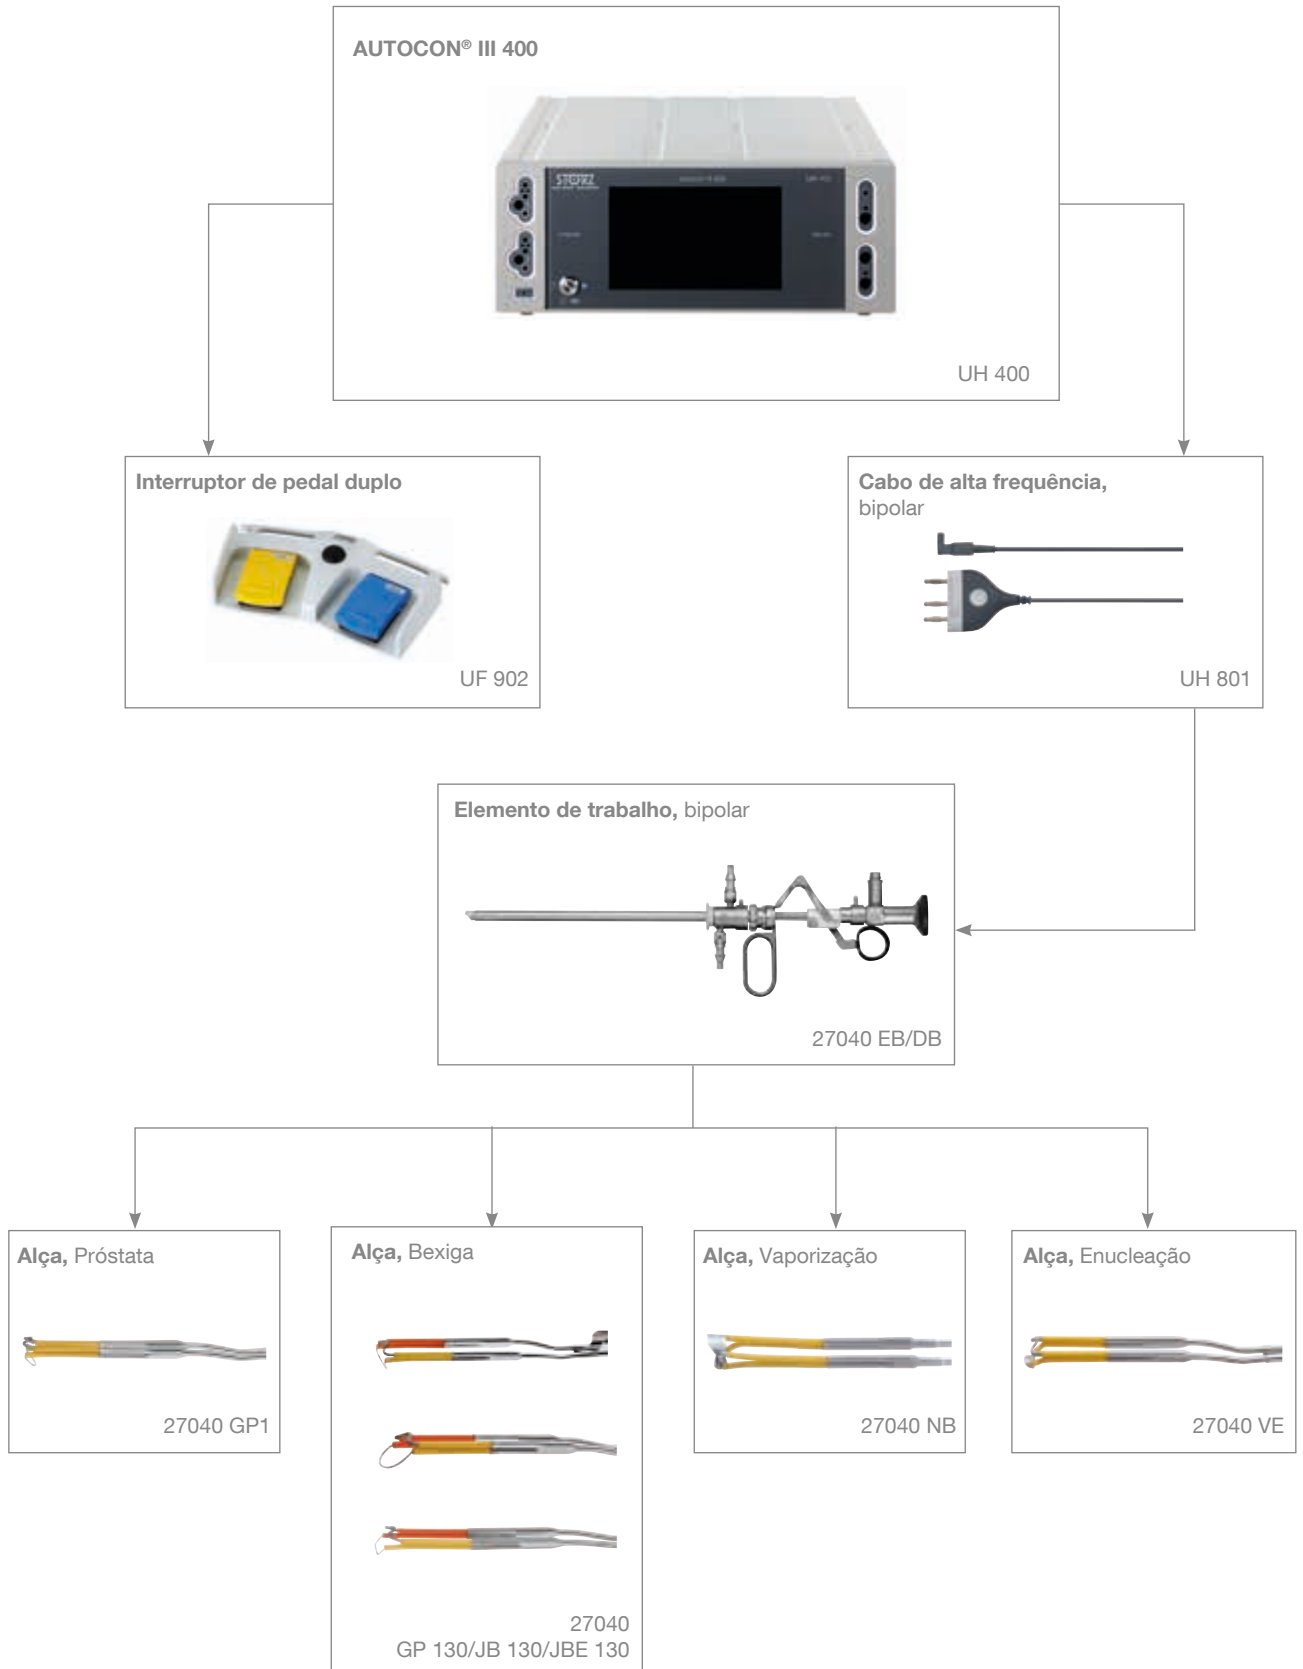 AUTOCON® III 400
STORZ
UH 400
Interruptor de pedal duplo
UF 902
Cabo de alta frequência,
bipolar
UH 801
Elemento de trabalho, bipolar
27040 EB/DB
Alça, Próstata
27040 GP1
Alça, Bexiga
27040
GP 130/JB 130/JBE 130
Alça, Vaporização
27040 NB
Alça, Enucleação
27040 VE